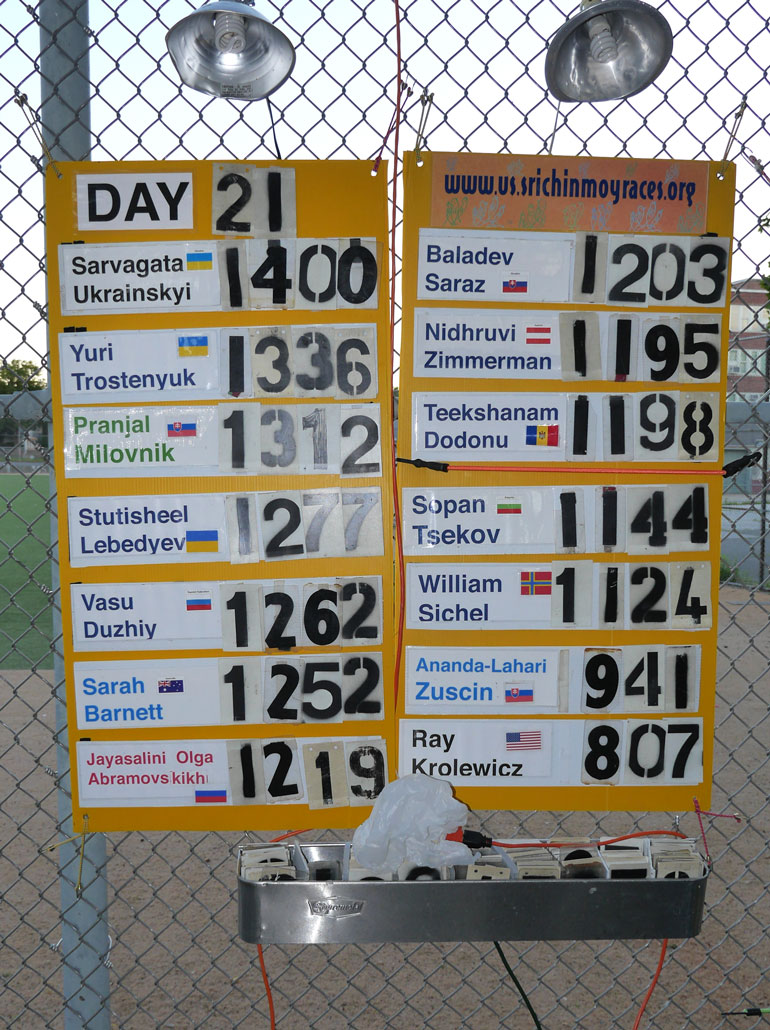 DAY 21
Sarvagata 1400
Ukrainskyi
Yuri 1336
Trostenyuk
Pranjal 1312
Milovnik
Stutisheel 1277
Lebedyev
Vasu 1262
Duzhiy
Sarah 1252
Barnett
Jayasalini Olga 1219
Abramovskikh
www.us.srichinmoyraces.org
Baladev 1203
Saraz
Nidhruvi 1195
Zimmerman
Teekshanam 1198
Dodonu
Sopan 1144
Tsekov
William 1124
Sichel
Ananda-Lahari 941
Zuscin
Ray 807
Krolewicz